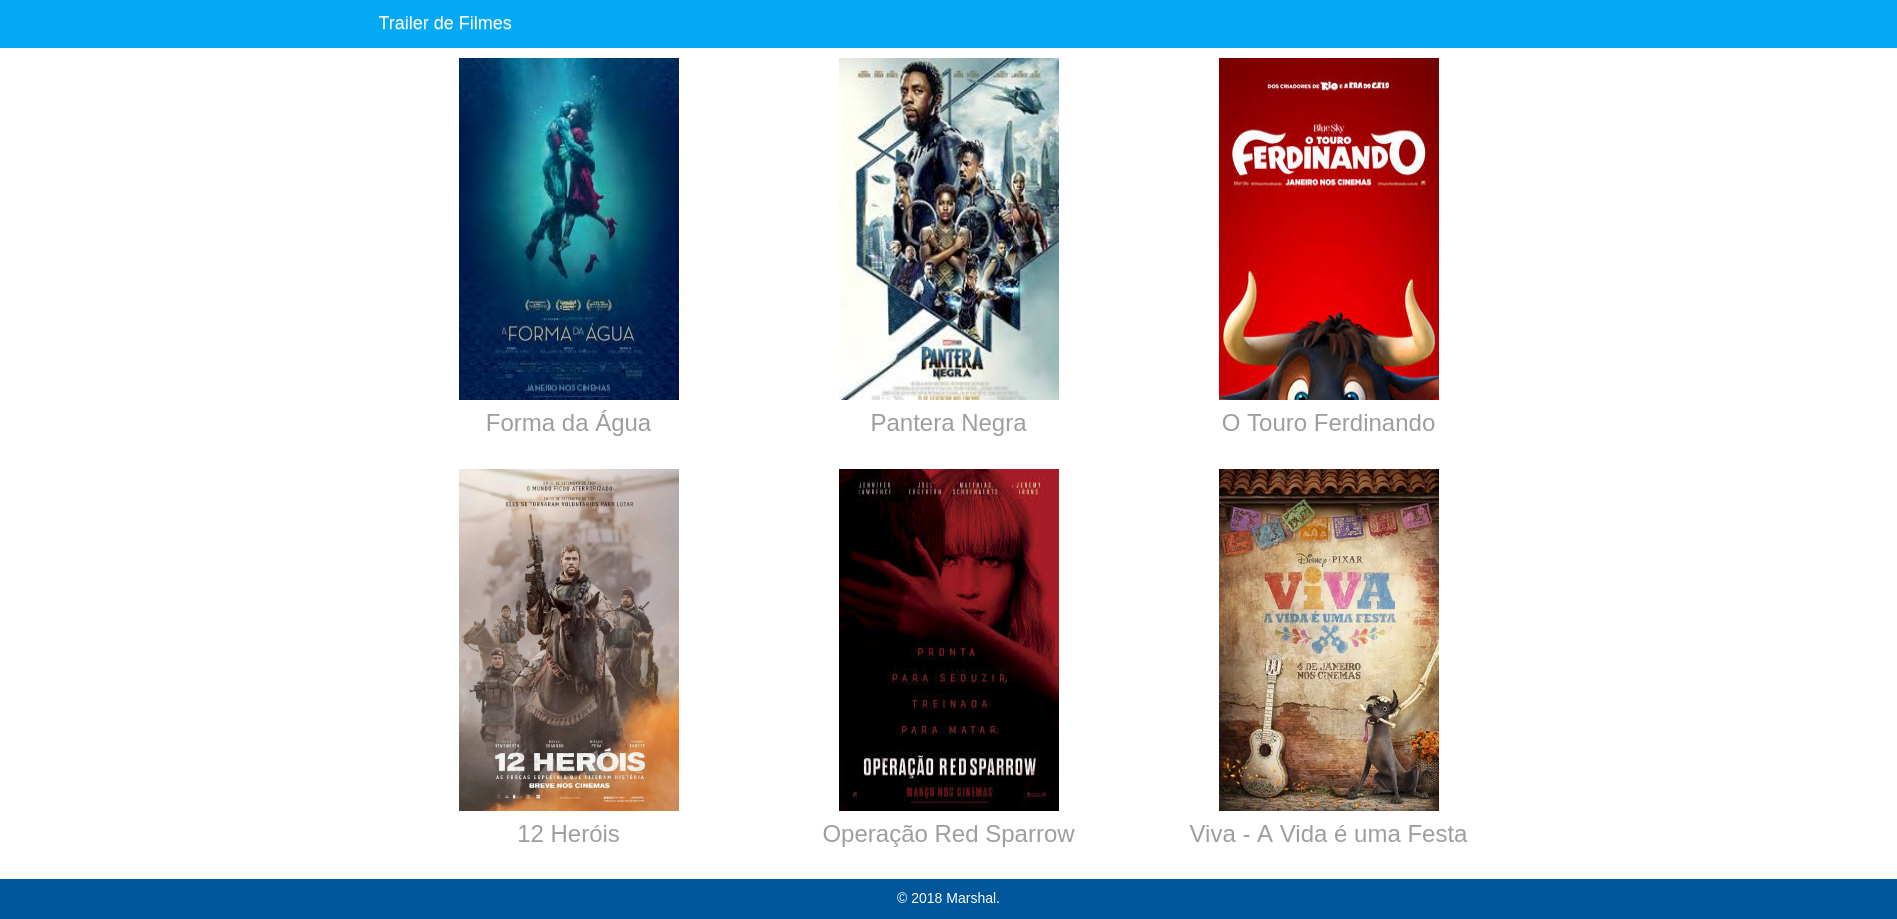 Trailer de Filmes
A FORMA DA ÁGUA
JANEIRO NOS CINEMAS
PANTERA
NEGRA
DOS CRIADORES DE RIO E A ERA DO GELO
Blue Sky
O TOURO
FERDINANDO
JANEIRO NOS CINEMAS
Forma da Água
Pantera Negra
O Touro Ferdinando
O MUNDO FICOU ATERRORIZADO
ELES SE TORNARAM VOLUNTÁRIOS PARA LUTAR
12 HERÓIS
AS FORÇAS ESPECIAIS QUE FIZERAM HISTÓRIA
BREVE NOS CINEMAS
JENNIFER LAWRENCE
JOEL EDGERTON
MATTHIAS SCHOENAERTS
JEREMY IRONS
PRONTA
PARA SEDUZIR
TREINADA
PARA MATAR.
OPERAÇÃO RED SPARROW
MARÇO NOS CINEMAS
Disney · PIXAR
VIVA
A VIDA É UMA FESTA
4 DE JANEIRO
NOS CINEMAS
12 Heróis
Operação Red Sparrow
Viva - A Vida é uma Festa
© 2018 Marshal.